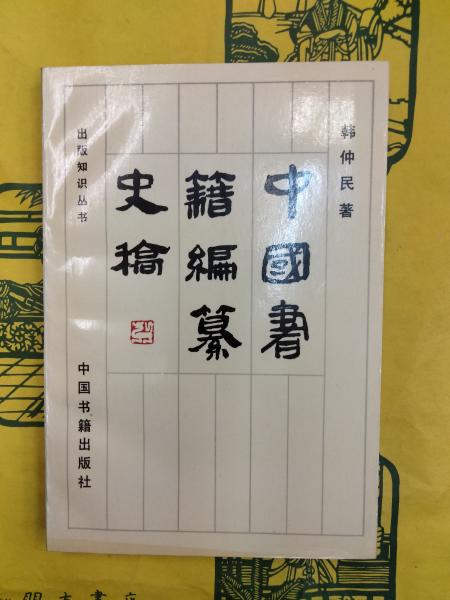 韩仲民著
中國書
籍編纂
史稿
出版知识丛书
中国书籍出版社